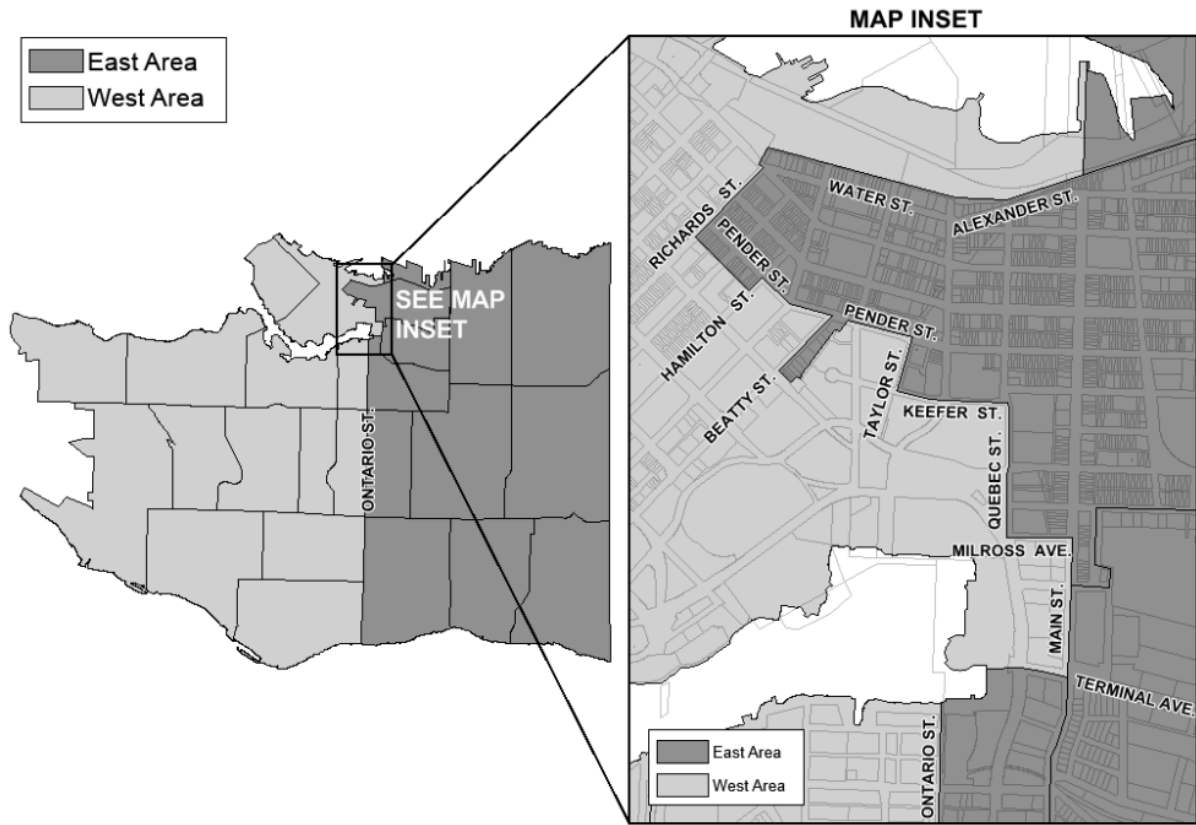 MAP INSET
East Area
West Area
SEE MAP
INSET
ONTARIO ST.
WATER ST.
ALEXANDER ST.
RICHARDS ST.
PENDER ST.
HAMILTON ST.
PENDER ST.
BEATTY ST.
TAYLOR ST.
KEEFER ST.
QUEBEC ST.
MILROSS AVE.
MAIN ST.
TERMINAL AVE.
ONTARIO ST.
East Area
West Area